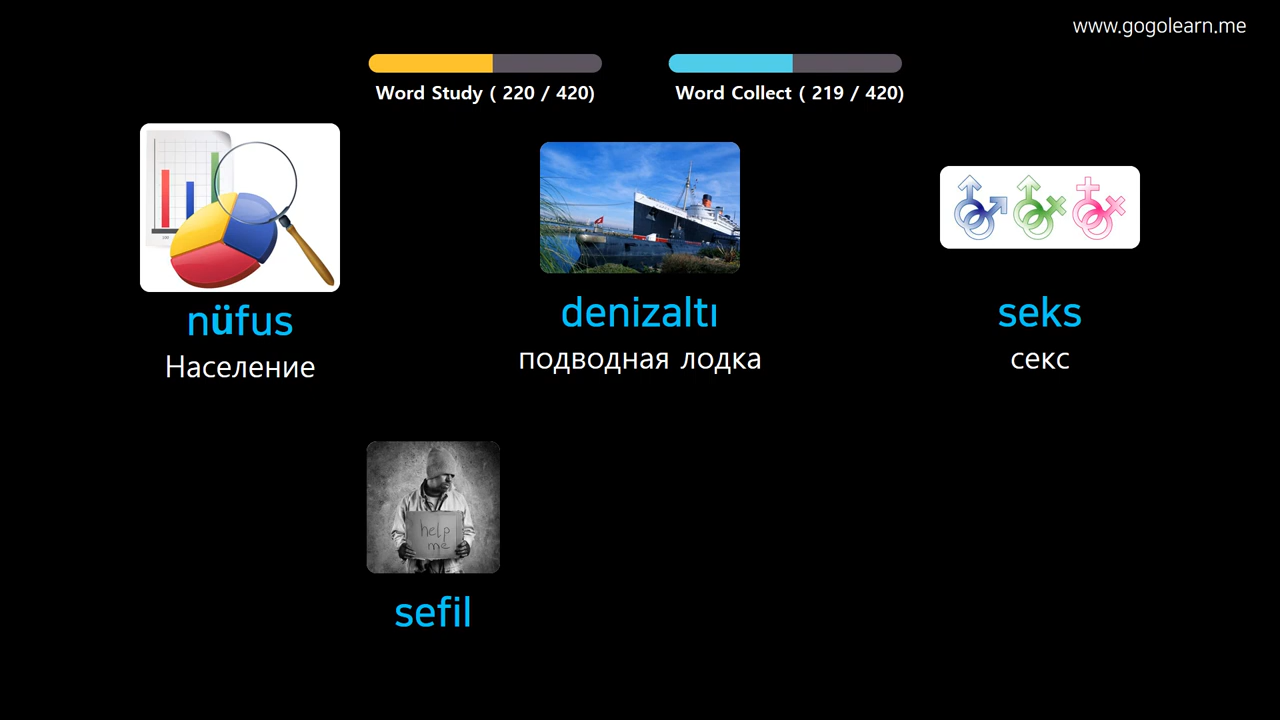 www.gogolearn.me
Word Study ( 220 / 420)
Word Collect ( 219 / 420)
nüfus
Население
denizaltı
подводная лодка
seks
секс
help
me
sefil